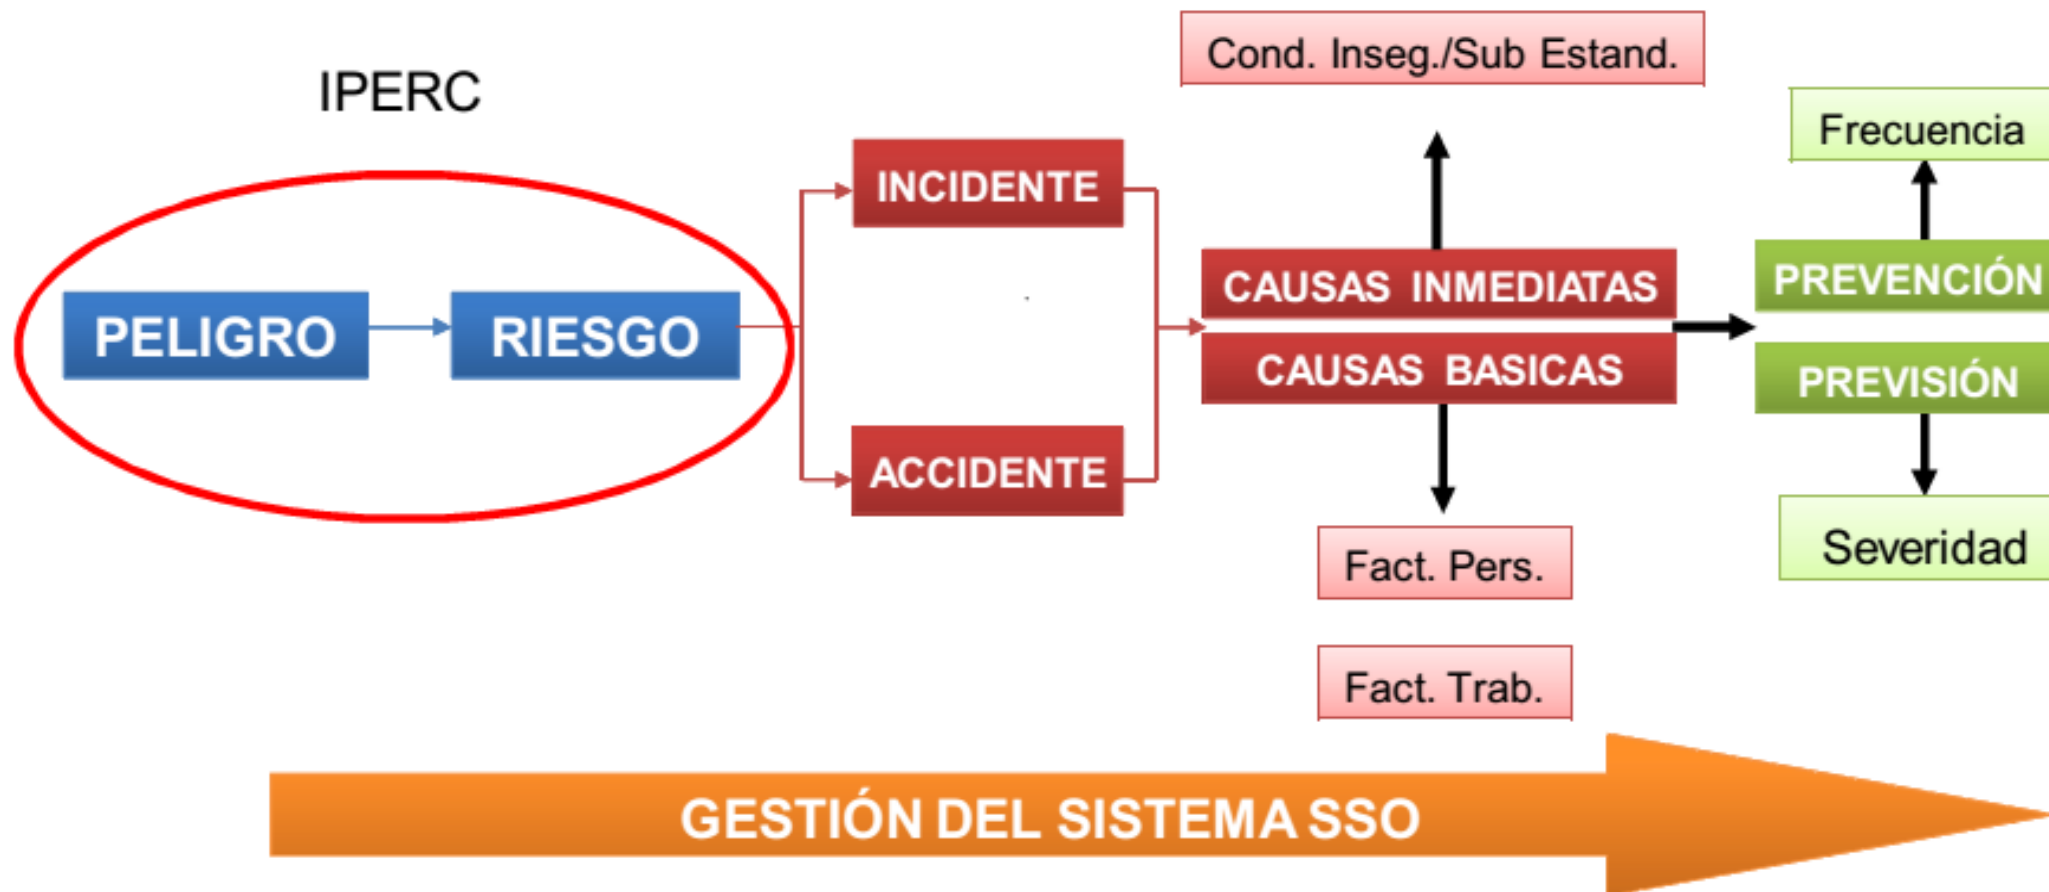 IPERC
PELIGRO
RIESGO
INCIDENTE
ACCIDENTE
Cond. Inseg./Sub Estand.
CAUSAS INMEDIATAS
CAUSAS BASICAS
Fact. Pers.
Fact. Trab.
Frecuencia
PREVENCIÓN
PREVISIÓN
Severidad
GESTIÓN DEL SISTEMA SSO